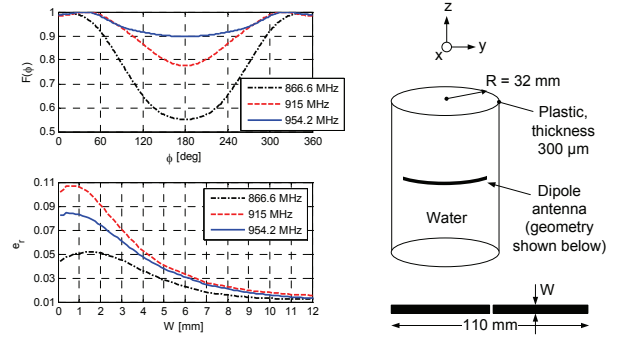 1
0.9
0.8
0.7
0.6
0.5
F(ϕ)
0 60 120 180 240 300 360
ϕ [deg]
866.6 MHz
915 MHz
954.2 MHz
0.11
0.09
0.07
0.05
0.03
0.01
e_r
0 1 2 3 4 5 6 7 8 9 10 11 12
W [mm]
866.6 MHz
915 MHz
954.2 MHz
z
x
y
R = 32 mm
Plastic,
thickness
300 µm
Dipole
antenna
(geometry
shown below)
Water
W
110 mm